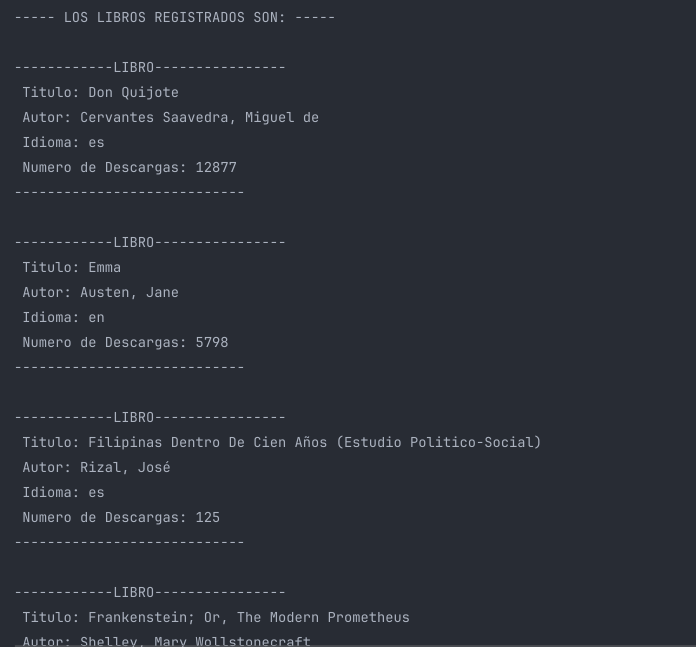 ----- LOS LIBROS REGISTRADOS SON: -----
------------LIBRO----------------
Titulo: Don Quijote
Autor: Cervantes Saavedra, Miguel de
Idioma: es
Numero de Descargas: 12877
----------------------------
------------LIBRO----------------
Titulo: Emma
Autor: Austen, Jane
Idioma: en
Numero de Descargas: 5798
----------------------------
------------LIBRO----------------
Titulo: Filipinas Dentro De Cien Años (Estudio Politico-Social)
Autor: Rizal, José
Idioma: es
Numero de Descargas: 125
----------------------------
------------LIBRO----------------
Titulo: Frankenstein; Or, The Modern Prometheus
Autor: Shelley, Mary Wollstonecraft